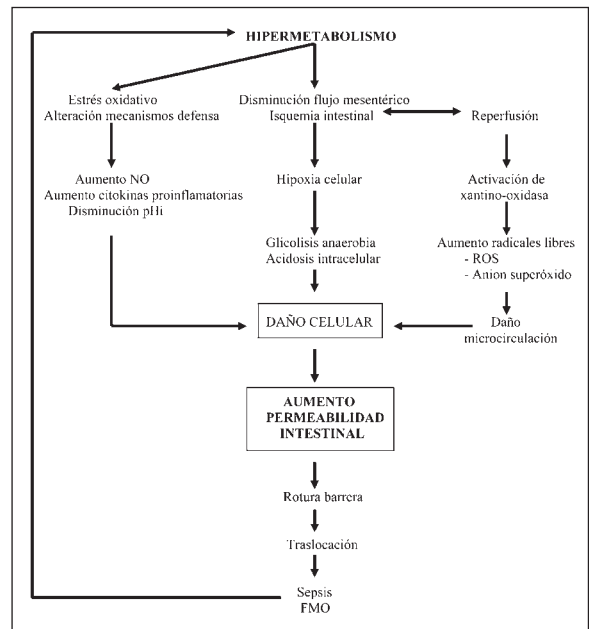 HIPERMETABOLISMO
Estrés oxidativo
Alteración mecanismos defensa
Disminución flujo mesentérico
Isquemia intestinal
Reperfusión
Aumento NO
Aumento citokinas proinflamatorias
Disminución pHi
Hipoxia celular
Activación de
xantino-oxidasa
Glicolisis anaerobia
Acidosis intracelular
Aumento radicales libres
- ROS
- Anion superóxido
DAÑO CELULAR
Daño
microcirculación
AUMENTO
PERMEABILIDAD
INTESTINAL
Rotura barrera
Traslocación
Sepsis
FMO